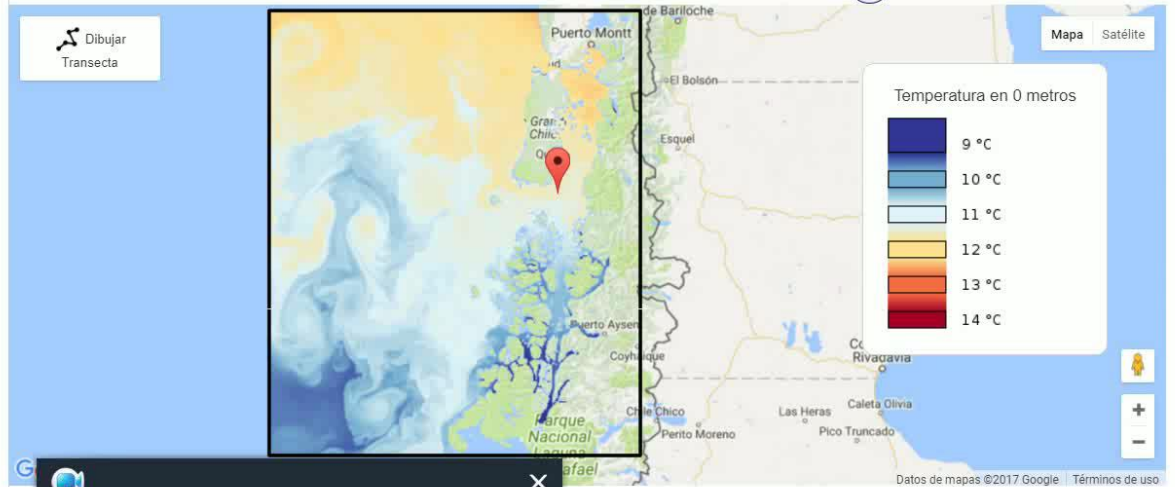 Dibujar
Transecta
de Bariloche
Puerto Montt
Mapa Satélite
ud
El Bolsón
Temperatura en 0 metros
9 °C
10 °C
11 °C
12 °C
13 °C
14 °C
Esquel
Puerto Aysen
Coyhaique
Rivadavia
Chile Chico
Perito Moreno
Las Heras
Caleta Olivia
Pico Truncado
Parque
Nacional
Laguna
afael
G
Datos de mapas ©2017 Google
Términos de uso